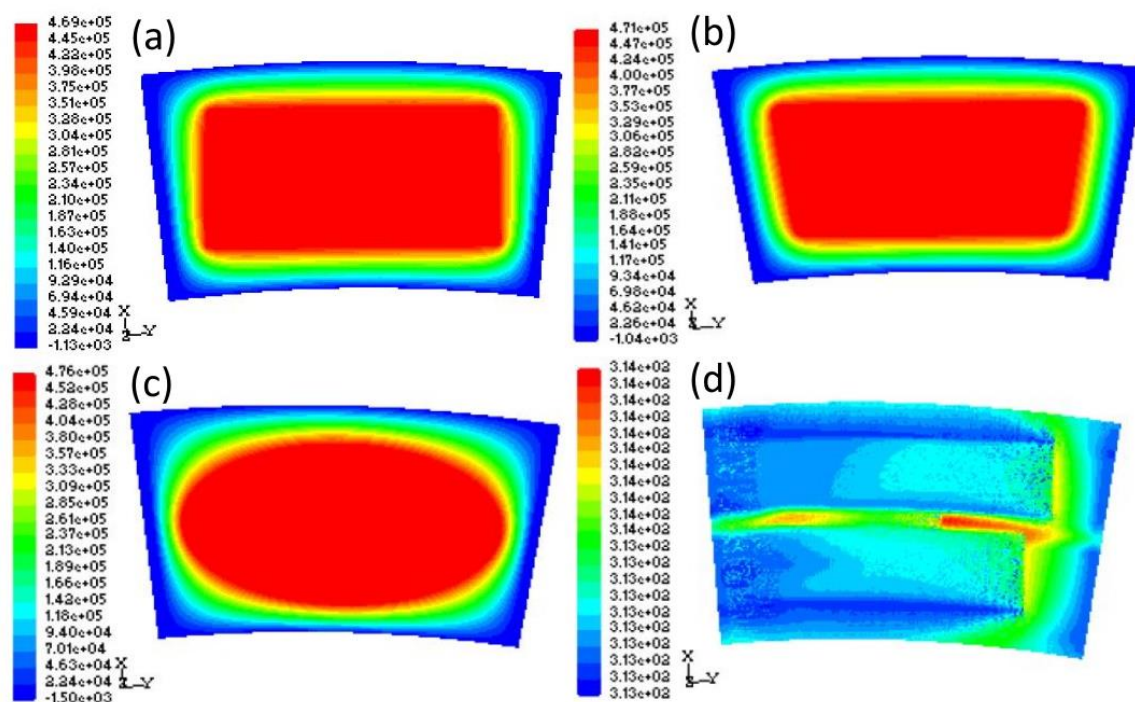 (a)
4.69e+05
4.45e+05
4.22e+05
3.98e+05
3.75e+05
3.51e+05
3.28e+05
3.04e+05
2.81e+05
2.57e+05
2.34e+05
2.10e+05
1.87e+05
1.63e+05
1.40e+05
1.16e+05
9.29e+04
6.94e+04
4.59e+04
2.24e+04
-1.13e+03
X
Z Y
(b)
4.71e+05
4.47e+05
4.24e+05
4.00e+05
3.77e+05
3.53e+05
3.29e+05
3.06e+05
2.82e+05
2.59e+05
2.35e+05
2.11e+05
1.88e+05
1.64e+05
1.41e+05
1.17e+05
9.34e+04
6.98e+04
4.62e+04
2.26e+04
-1.04e+03
X
Z Y
(c)
4.76e+05
4.52e+05
4.28e+05
4.04e+05
3.80e+05
3.57e+05
3.33e+05
3.09e+05
2.85e+05
2.61e+05
2.37e+05
2.13e+05
1.89e+05
1.66e+05
1.42e+05
1.18e+05
9.40e+04
7.01e+04
4.63e+04
2.24e+04
-1.50e+03
X
Z Y
(d)
3.14e+02
3.14e+02
3.14e+02
3.14e+02
3.14e+02
3.14e+02
3.14e+02
3.14e+02
3.14e+02
3.14e+02
3.13e+02
3.13e+02
3.13e+02
3.13e+02
3.13e+02
3.13e+02
3.13e+02
3.13e+02
3.13e+02
3.13e+02
3.13e+02
X
Z Y